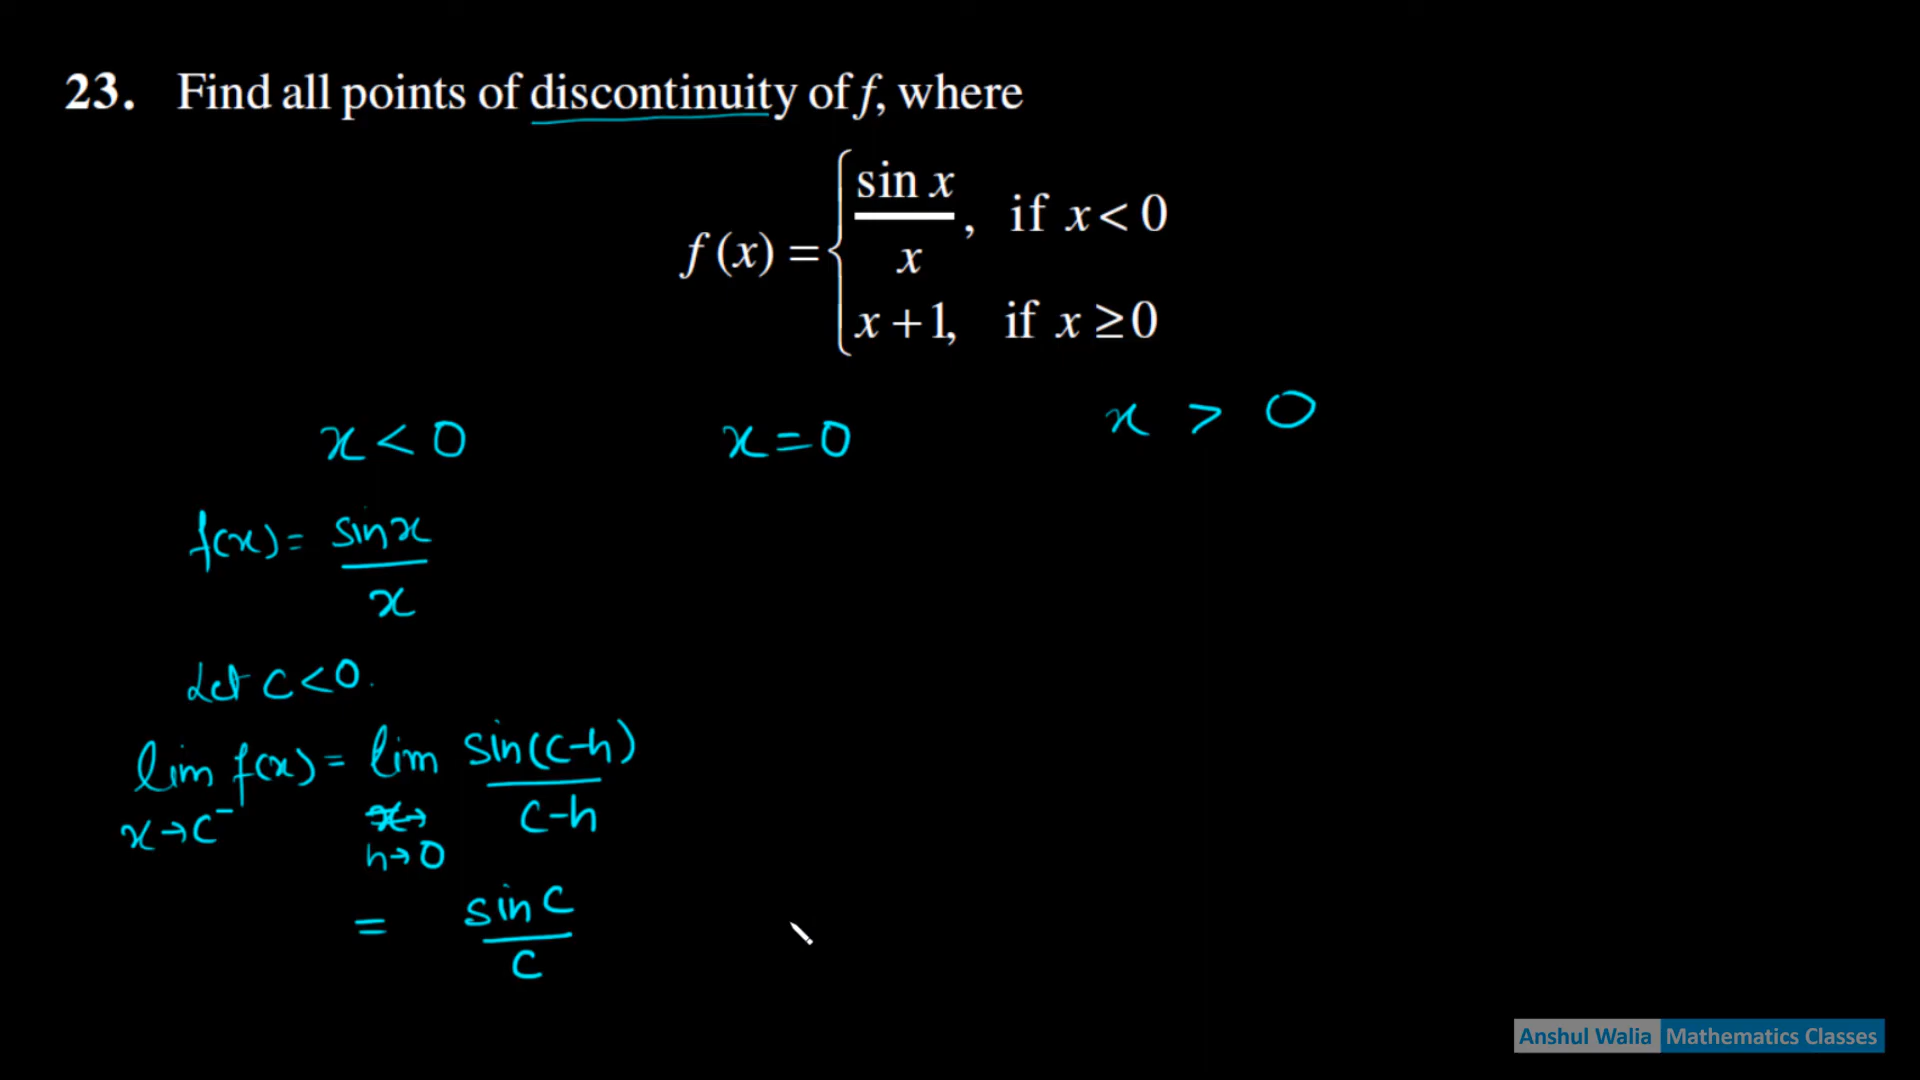 23. Find all points of discontinuity of f, where
f(x) = { sin x / x, if x < 0
x + 1, if x ≥ 0
x < 0 x = 0 x > 0
f(x) = sin x / x
Let c < 0.
lim x→c⁻ f(x) = lim h→0 sin(c-h) / c-h
= sin c / c
Anshul Walia Mathematics Classes